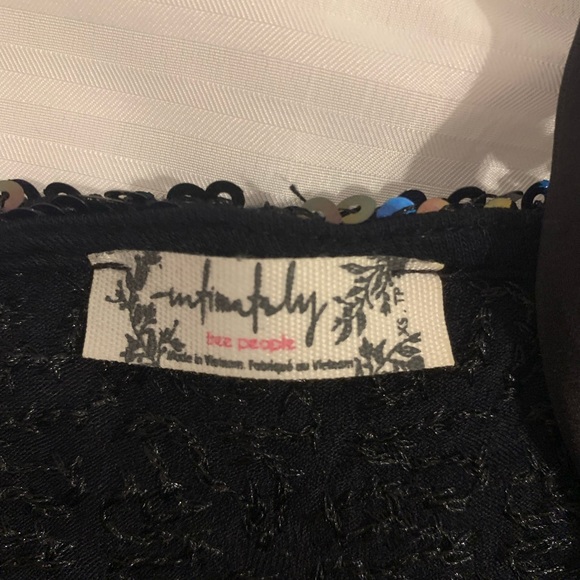 intimately
free people
Made in Vietnam. Fabriqué au Vietnam
XS . TP